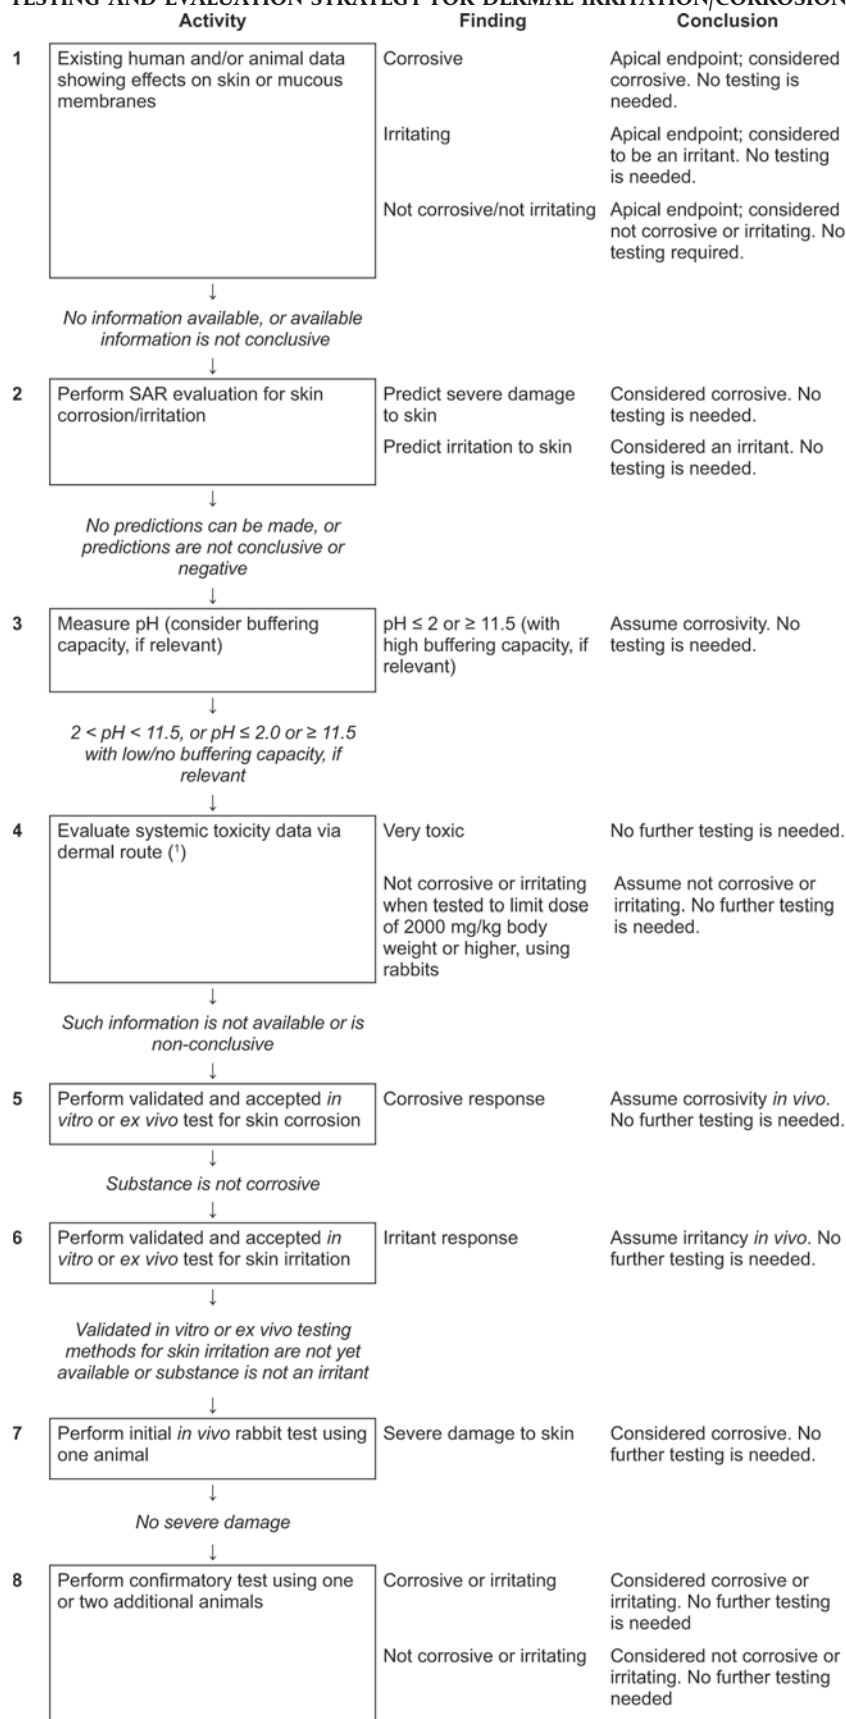 TESTING AND EVALUATION STRATEGY FOR DERMAL IRRITATION/CORROSION
Activity Finding Conclusion
1 Existing human and/or animal data Corrosive Apical endpoint; considered
showing effects on skin or mucous corrosive. No testing is
membranes needed.
Irritating Apical endpoint; considered
to be an irritant. No testing
is needed.
Not corrosive/not irritating Apical endpoint; considered
not corrosive or irritating. No
testing required.
↓
No information available, or available
information is not conclusive
↓
2 Perform SAR evaluation for skin Predict severe damage Considered corrosive. No
corrosion/irritation to skin testing is needed.
Predict irritation to skin Considered an irritant. No
testing is needed.
↓
No predictions can be made, or
predictions are not conclusive or
negative
↓
3 Measure pH (consider buffering pH ≤ 2 or ≥ 11.5 (with Assume corrosivity. No
capacity, if relevant) high buffering capacity, if testing is needed.
relevant)
↓
2 < pH < 11.5, or pH ≤ 2.0 or ≥ 11.5
with low/no buffering capacity, if
relevant
↓
4 Evaluate systemic toxicity data via Very toxic No further testing is needed.
dermal route (¹)
Not corrosive or irritating Assume not corrosive or
when tested to limit dose irritating. No further testing
of 2000 mg/kg body is needed.
weight or higher, using
rabbits
↓
Such information is not available or is
non-conclusive
↓
5 Perform validated and accepted in Corrosive response Assume corrosivity in vivo.
vitro or ex vivo test for skin corrosion No further testing is needed.
↓
Substance is not corrosive
↓
6 Perform validated and accepted in Irritant response Assume irritancy in vivo. No
vitro or ex vivo test for skin irritation further testing is needed.
↓
Validated in vitro or ex vivo testing
methods for skin irritation are not yet
available or substance is not an irritant
↓
7 Perform initial in vivo rabbit test using Severe damage to skin Considered corrosive. No
one animal further testing is needed.
↓
No severe damage
↓
8 Perform confirmatory test using one Corrosive or irritating Considered corrosive or
or two additional animals irritating. No further testing
is needed
Not corrosive or irritating Considered not corrosive or
irritating. No further testing
needed